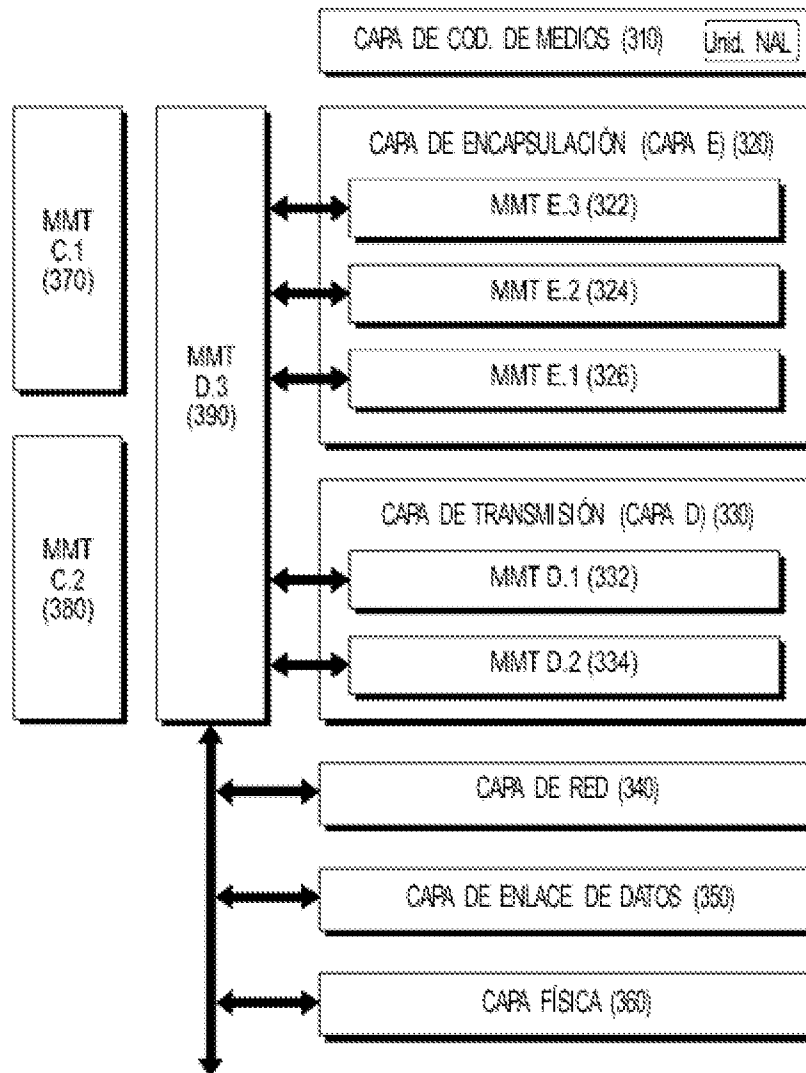 CAPA DE COD. DE MEDIOS (310)
Unid. NAL
CAPA DE ENCAPSULACIÓN (CAPA E) (320)
MMT E.3 (322)
MMT E.2 (324)
MMT E.1 (326)
MMT
C.1
(370)
MMT
D.3
(390)
MMT
C.2
(380)
CAPA DE TRANSMISIÓN (CAPA D) (330)
MMT D.1 (332)
MMT D.2 (334)
CAPA DE RED (340)
CAPA DE ENLACE DE DATOS (350)
CAPA FÍSICA (360)